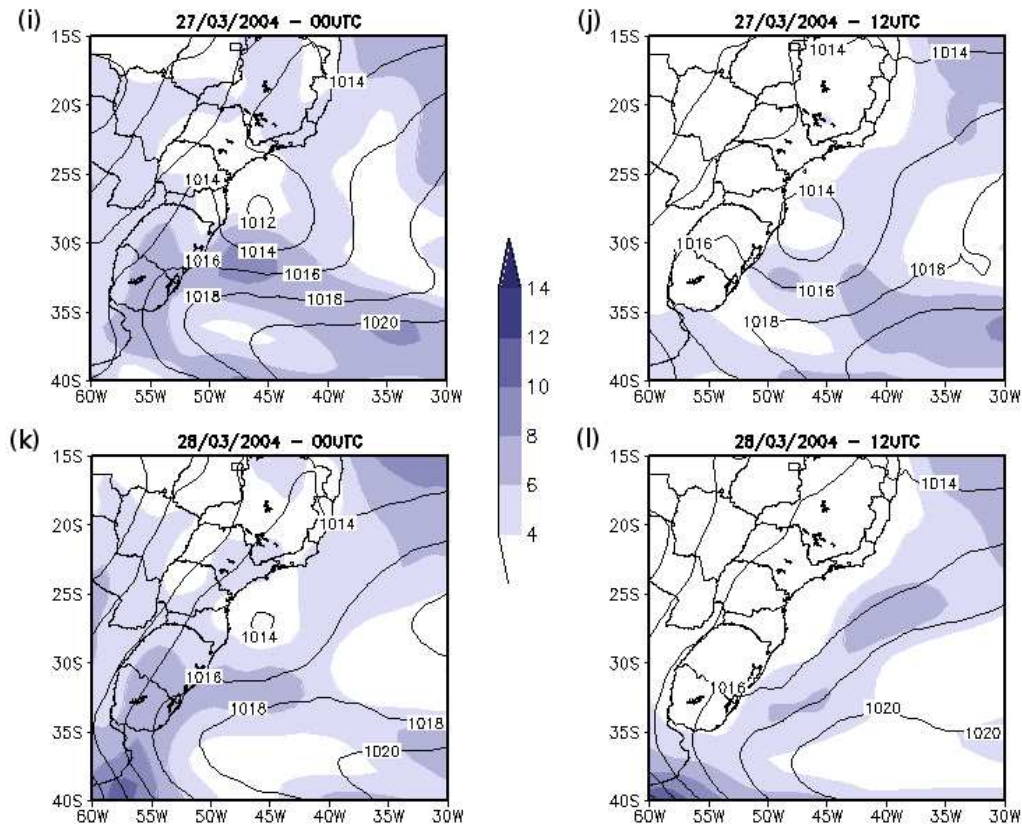 (i) 27/03/2004 – 00UTC
15S
20S
25S
30S
35S
40S
60W 55W 50W 45W 40W 35W 30W
1014
1014
1012
1014
1016
1016
1018
1018
1020
(j) 27/03/2004 – 12UTC
15S
20S
25S
30S
35S
40S
60W 55W 50W 45W 40W 35W 30W
1014
1014
1014
1016
1018
1016
1018
14
12
10
8
6
4
(k) 28/03/2004 – 00UTC
15S
20S
25S
30S
35S
40S
60W 55W 50W 45W 40W 35W 30W
1014
1014
1016
1018
1018
1020
(l) 28/03/2004 – 12UTC
15S
20S
25S
30S
35S
40S
60W 55W 50W 45W 40W 35W 30W
1014
1016
1020
1020